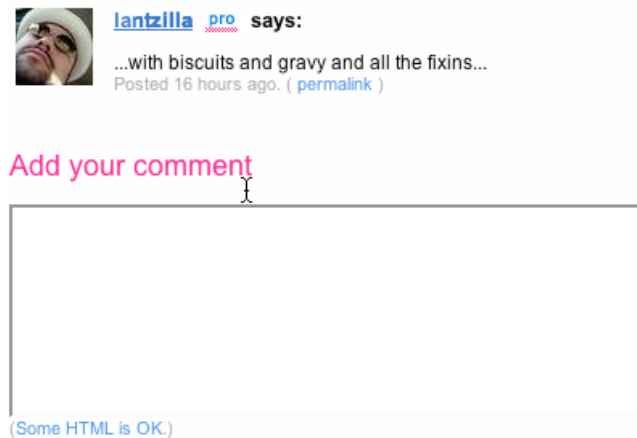 lantzilla pro says:
...with biscuits and gravy and all the fixins...
Posted 16 hours ago. ( permalink )
Add your comment
(Some HTML is OK.)